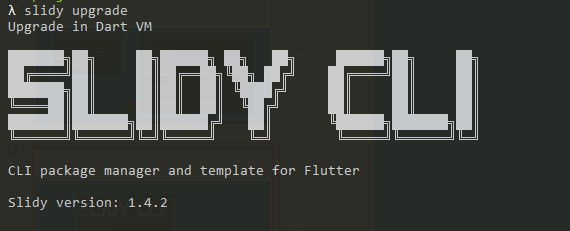 λ slidy upgrade
Upgrade in Dart VM
SLIDY CLI
CLI package manager and template for Flutter
Slidy version: 1.4.2